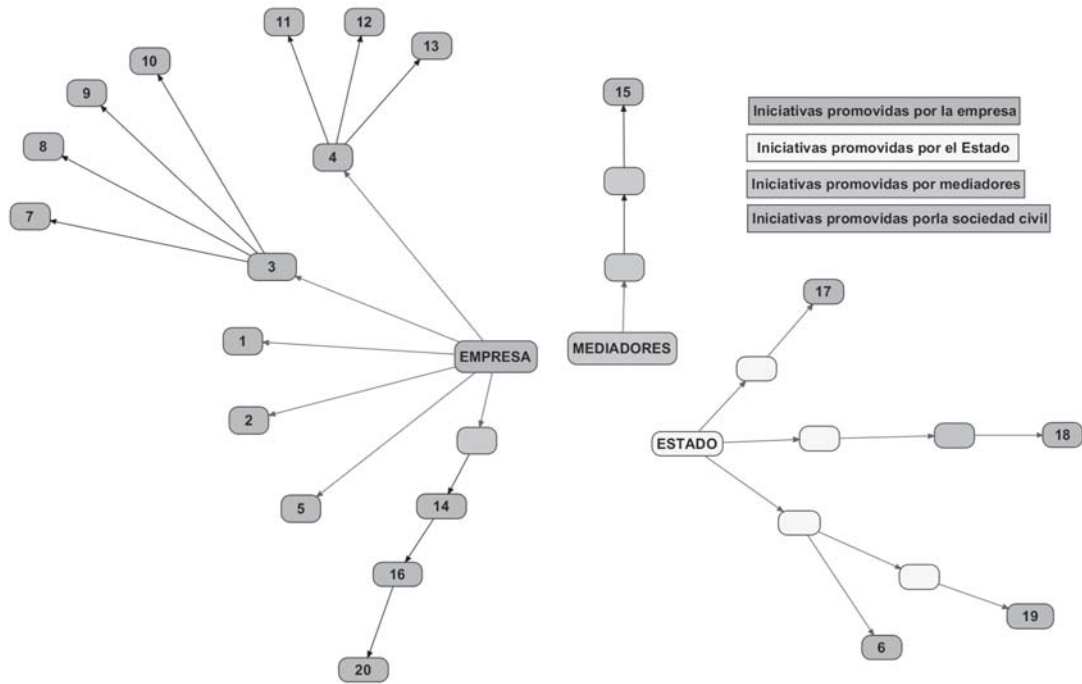 11
12
13
10
9
15
8
4
7
3
1
EMPRESA
MEDIADORES
2
5
14
16
20
Iniciativas promovidas por la empresa
Iniciativas promovidas por el Estado
Iniciativas promovidas por mediadores
Iniciativas promovidas porla sociedad civil
17
ESTADO
18
19
6